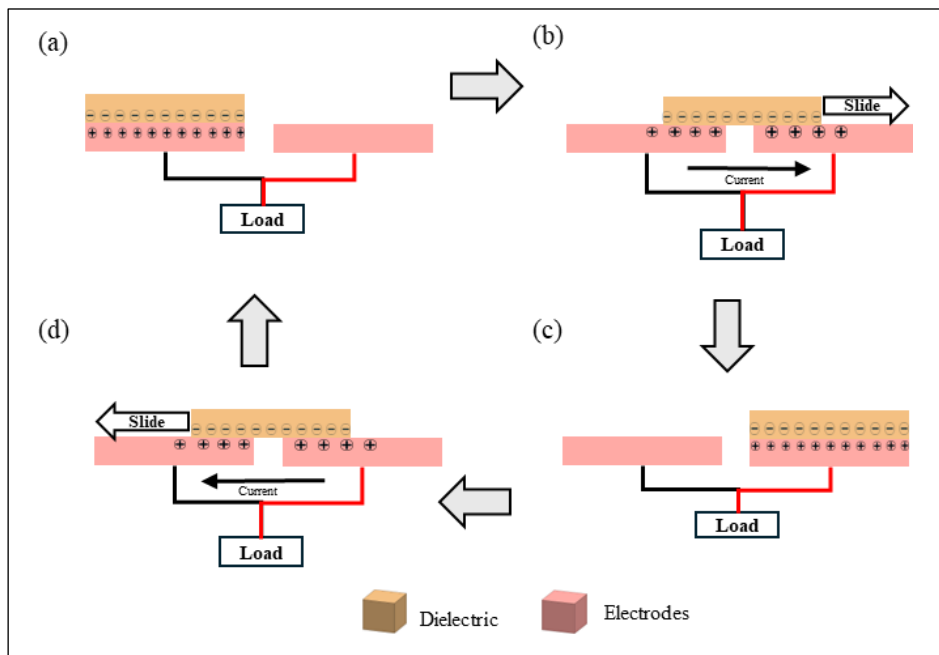 (a)
Load
(b)
Slide
Current
Load
(d)
Slide
Current
Load
(c)
Load
Dielectric
Electrodes